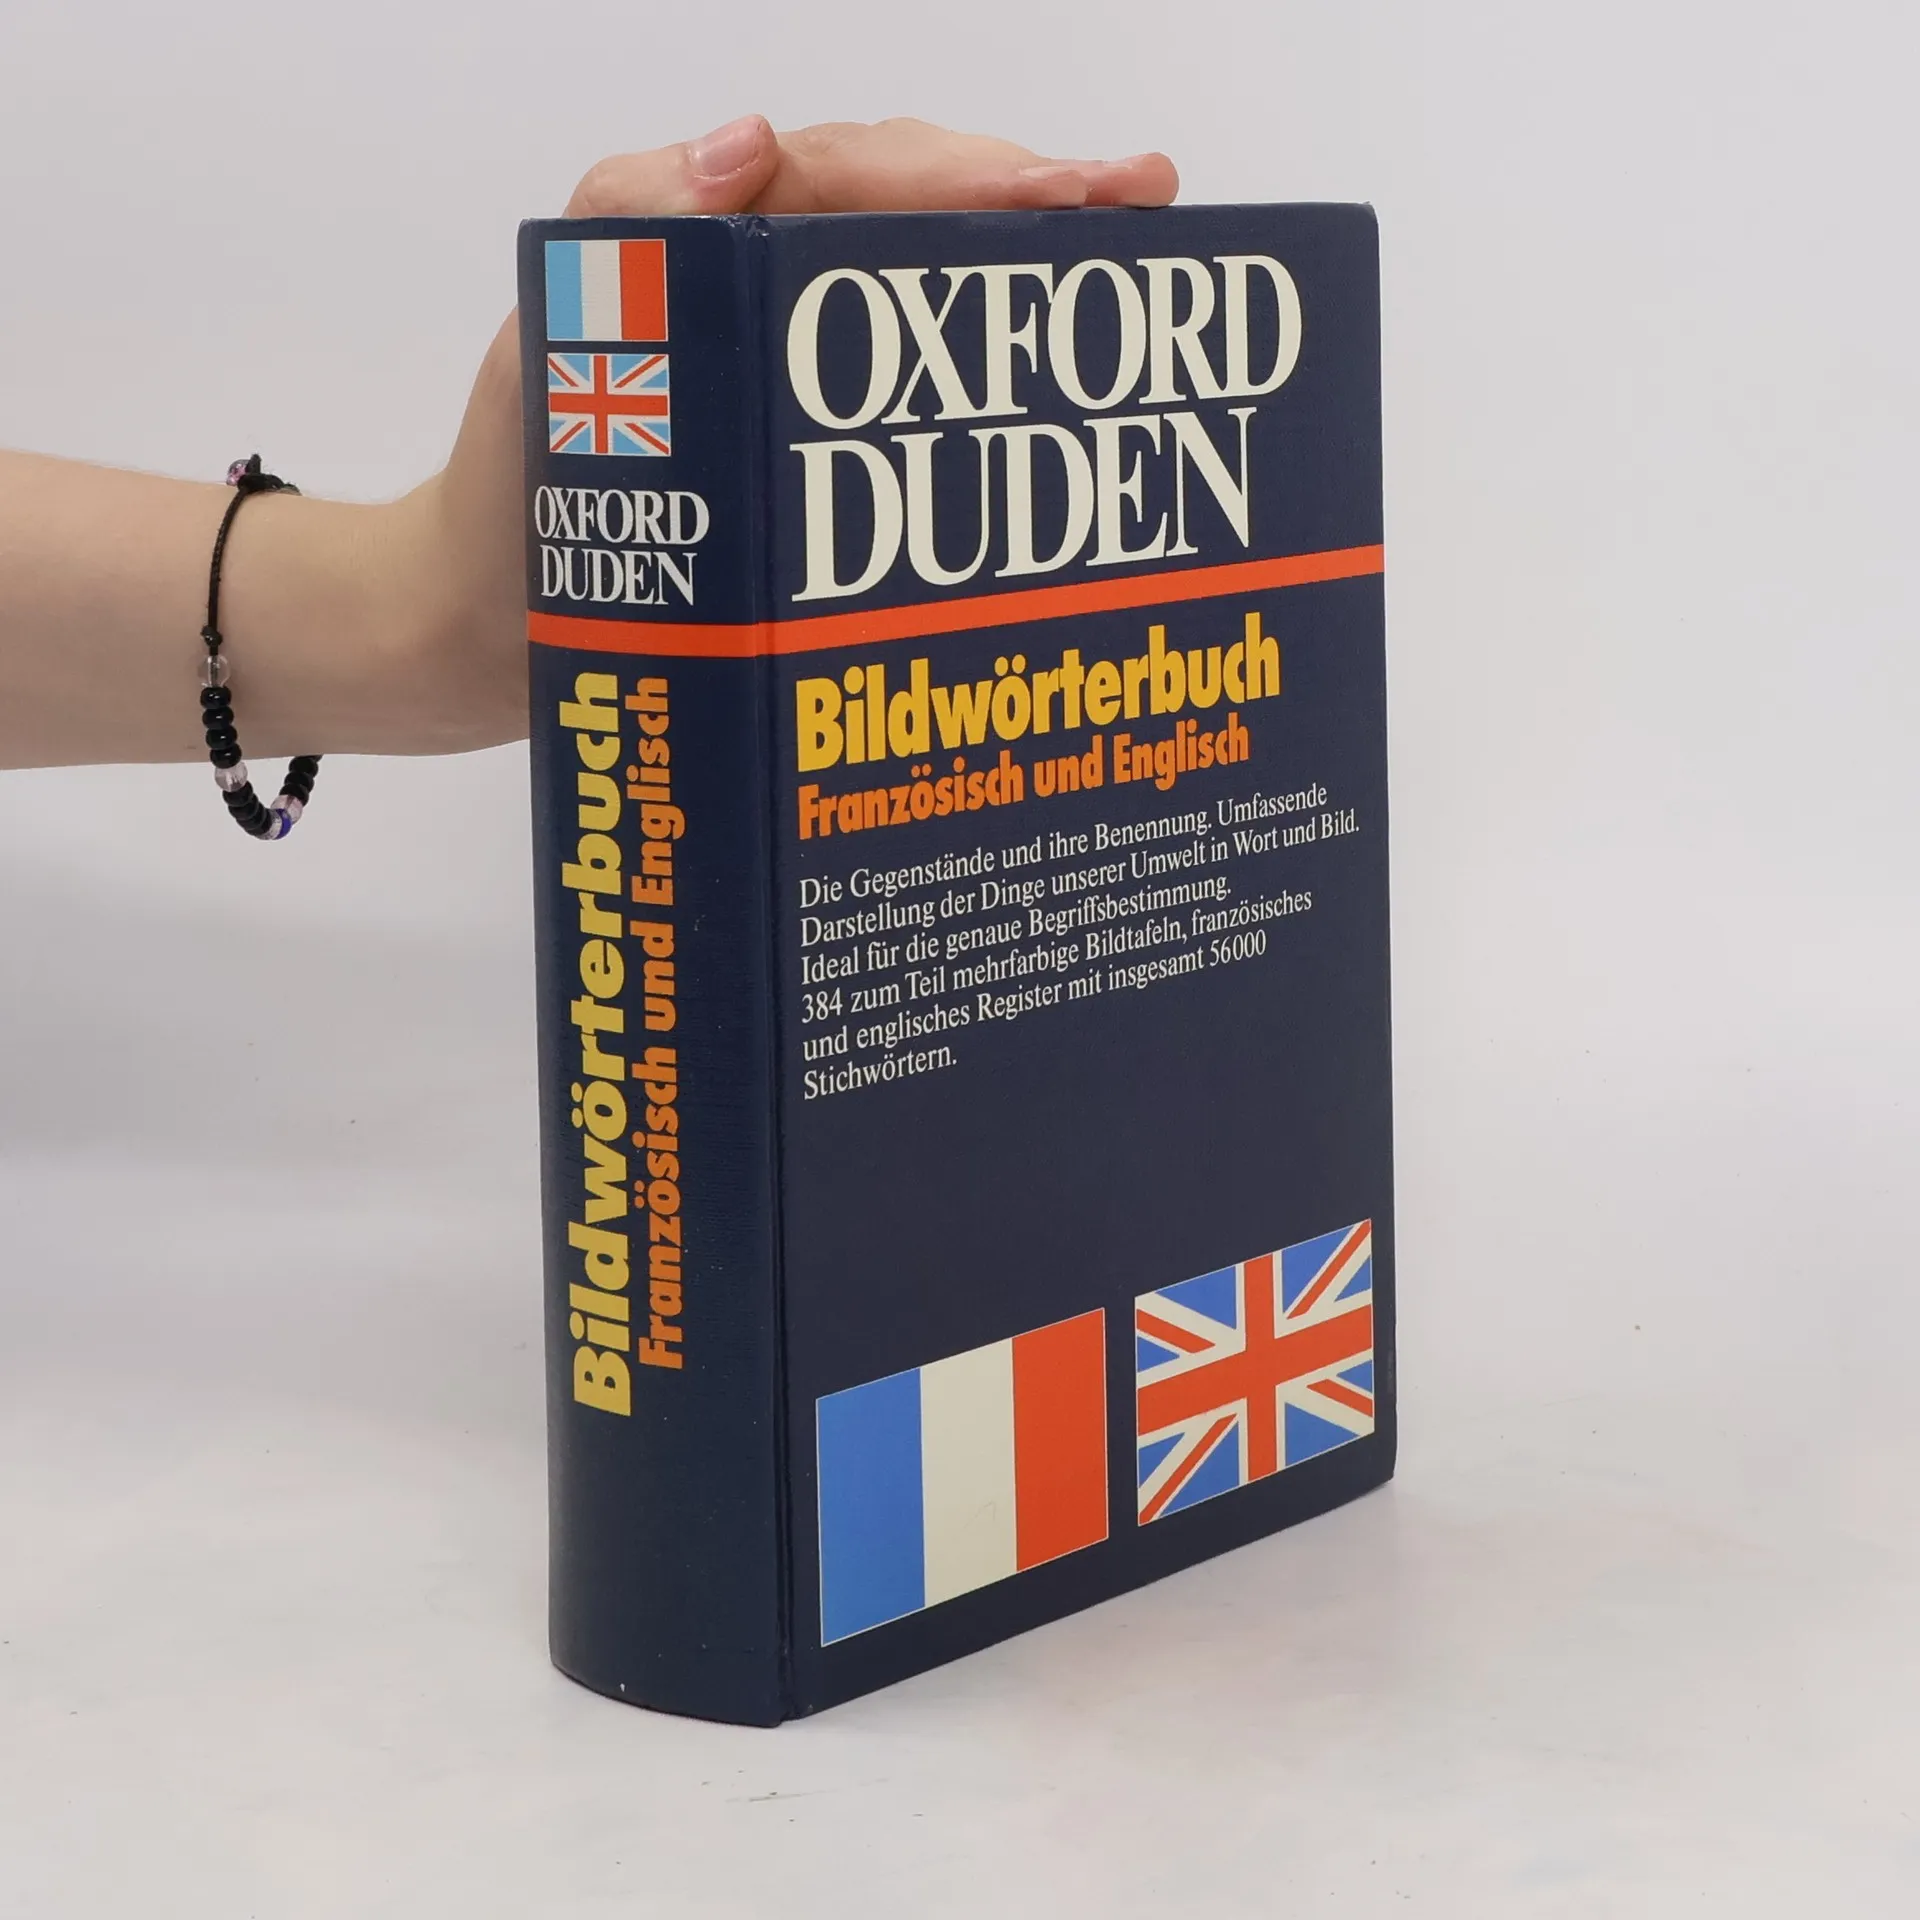 OXFORD
DUDEN
Bildwörterbuch
Französisch und Englisch
OXFORD
DUDEN
Bildwörterbuch
Französisch und Englisch
Die Gegenstände und ihre Benennung. Umfassende
Darstellung der Dinge unserer Umwelt in Wort und Bild.
Ideal für die genaue Begriffsbestimmung.
384 zum Teil mehrfarbige Bildtafeln, französisches
und englisches Register mit insgesamt 56000
Stichwörtern.